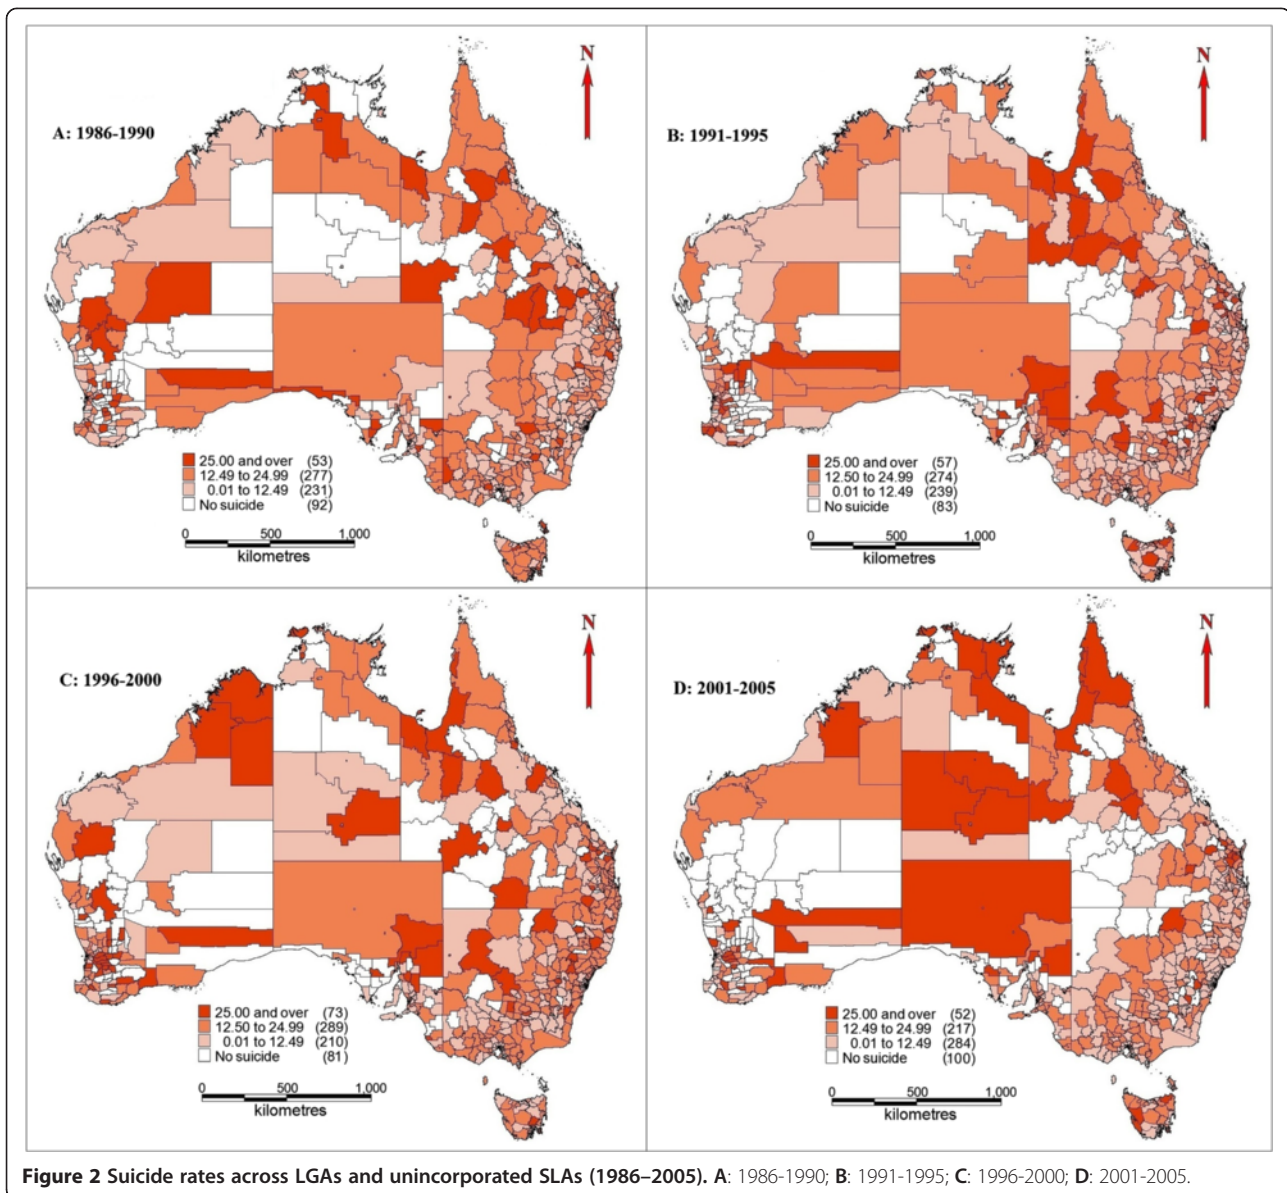 N
A: 1986-1990
25.00 and over (53)
12.49 to 24.99 (277)
0.01 to 12.49 (231)
No suicide (92)
0 500 1,000
kilometres
N
B: 1991-1995
25.00 and over (57)
12.50 to 24.99 (274)
0.01 to 12.49 (239)
No suicide (83)
0 500 1,000
kilometres
N
C: 1996-2000
25.00 and over (73)
12.50 to 24.99 (289)
0.01 to 12.49 (210)
No suicide (81)
0 500 1,000
kilometres
N
D: 2001-2005
25.00 and over (52)
12.49 to 24.99 (217)
0.01 to 12.49 (284)
No suicide (100)
0 500 1,000
kilometres
Figure 2 Suicide rates across LGAs and unincorporated SLAs (1986–2005). A: 1986-1990; B: 1991-1995; C: 1996-2000; D: 2001-2005.